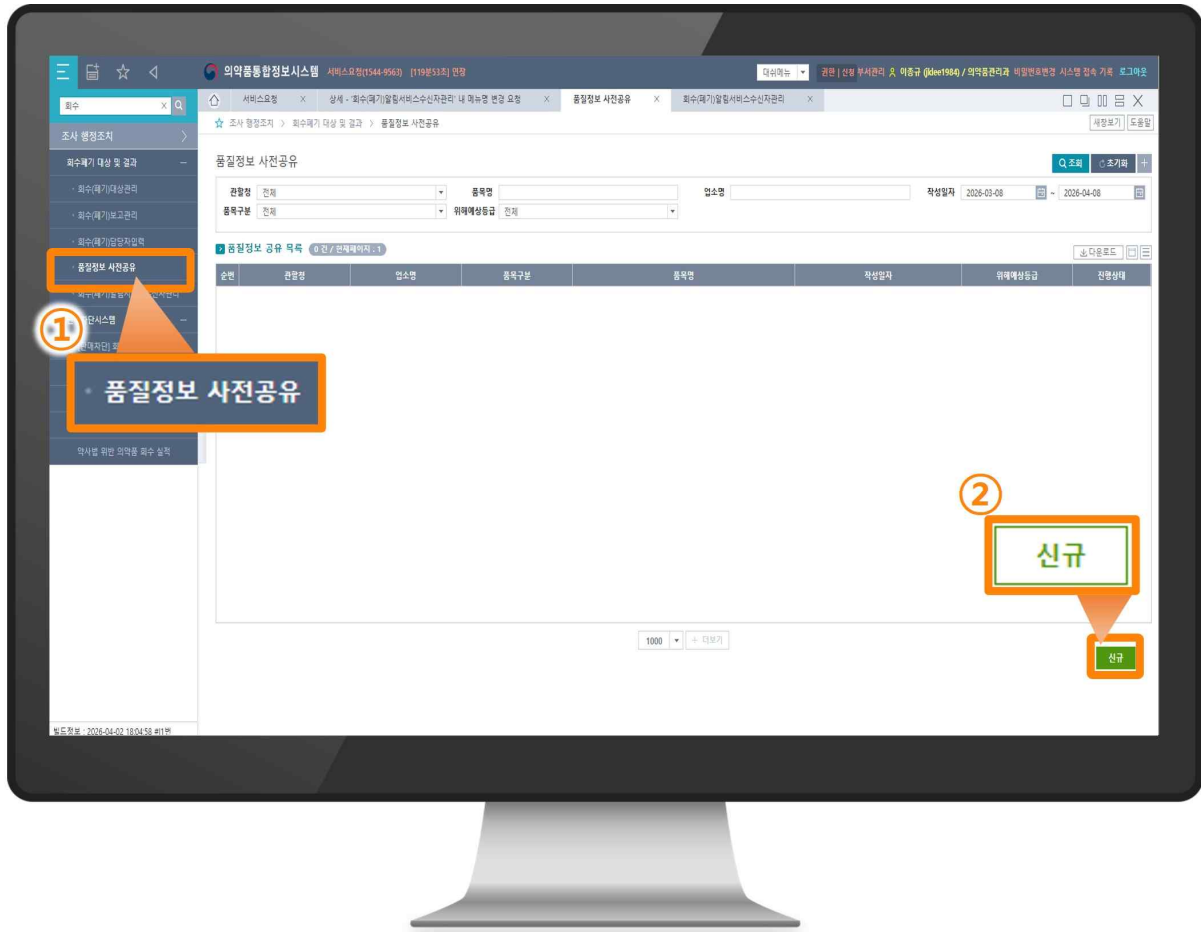 의약품통합정보시스템 서비스요청(1544-9563) [119분53초] 연장
대쉬메뉴 권한 | 신청 부서관리 이종규 (jklee1984) / 의약품관리과 비밀번호변경 시스템 접속 기록 로그아웃
회수 X
서비스요청 X 상세 - '회수(폐기)알림서비스수신자관리' 내 메뉴명 변경 요청 X 품질정보 사전공유 X 회수(폐기)알림서비스수신자관리 X
조사 행정조치 > 회수폐기 대상 및 결과 > 품질정보 사전공유
새창보기 도움말
조사 행정조치
회수폐기 대상 및 결과
회수(폐기)대상관리
회수(폐기)보고관리
회수(폐기)담당자입력
품질정보 사전공유
①
품질정보 사전공유
약사법 위반 의약품 회수 실적
품질정보 사전공유
조회 초기화 +
관할청 전체 품목명 업소명 작성일자 2026-03-08 ~ 2026-04-08
품목구분 전체 위해예상등급 전체
품질정보 공유 목록 0 건 / 현재페이지 : 1
다운로드
순번 관할청 업소명 품목구분 품목명 작성일자 위해예상등급 진행상태
②
신규
1000 + 더보기
신규
빌드정보 : 2026-04-02 18:04:58 #I1번